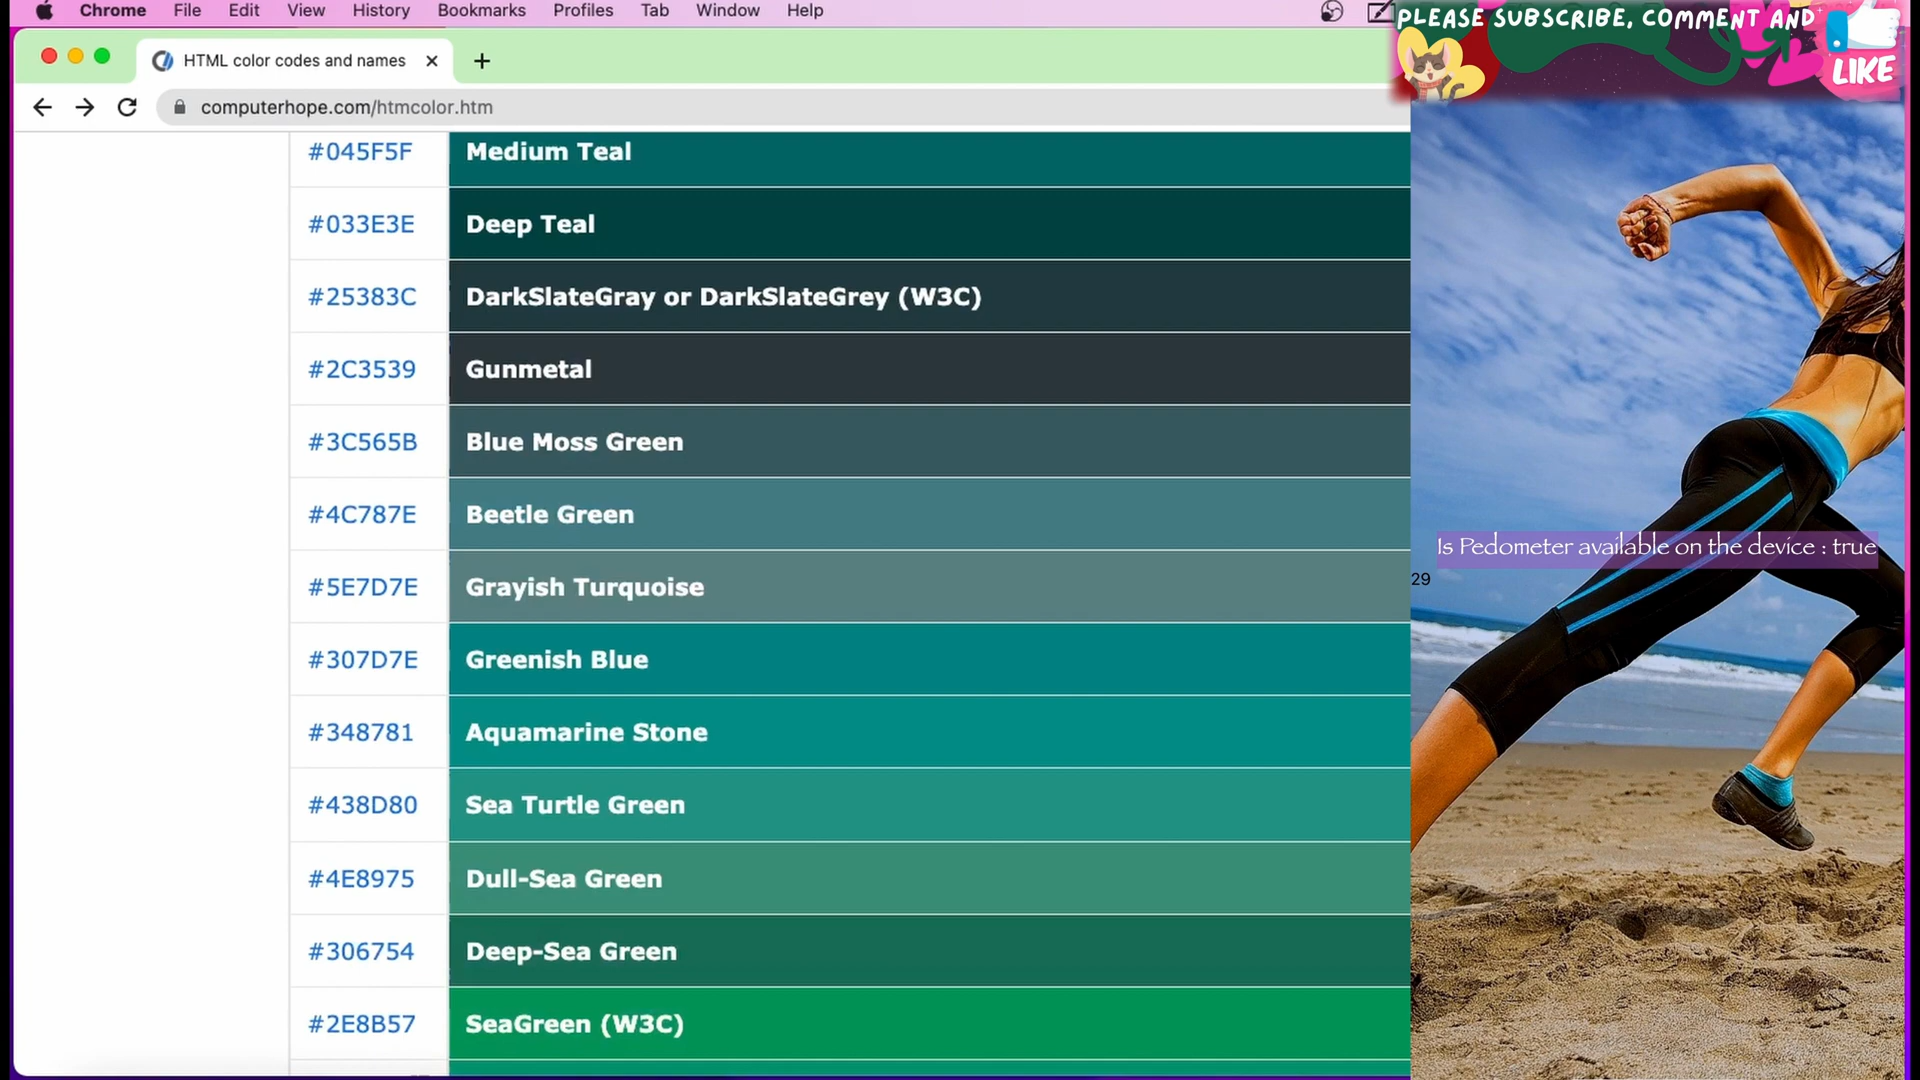 Chrome File Edit View History Bookmarks Profiles Tab Window Help
PLEASE SUBSCRIBE, COMMENT AND
LIKE
HTML color codes and names
computerhope.com/htmcolor.htm
#045F5F Medium Teal
#033E3E Deep Teal
#25383C DarkSlateGray or DarkSlateGrey (W3C)
#2C3539 Gunmetal
#3C565B Blue Moss Green
#4C787E Beetle Green
#5E7D7E Grayish Turquoise
#307D7E Greenish Blue
#348781 Aquamarine Stone
#438D80 Sea Turtle Green
#4E8975 Dull-Sea Green
#306754 Deep-Sea Green
#2E8B57 SeaGreen (W3C)
Is Pedometer available on the device : true
29